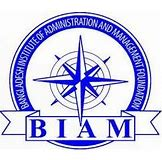 BANGLADESH INSTITUTE OF ADMINISTRATION AND MANAGEMENT FOUNDATION
BIAM